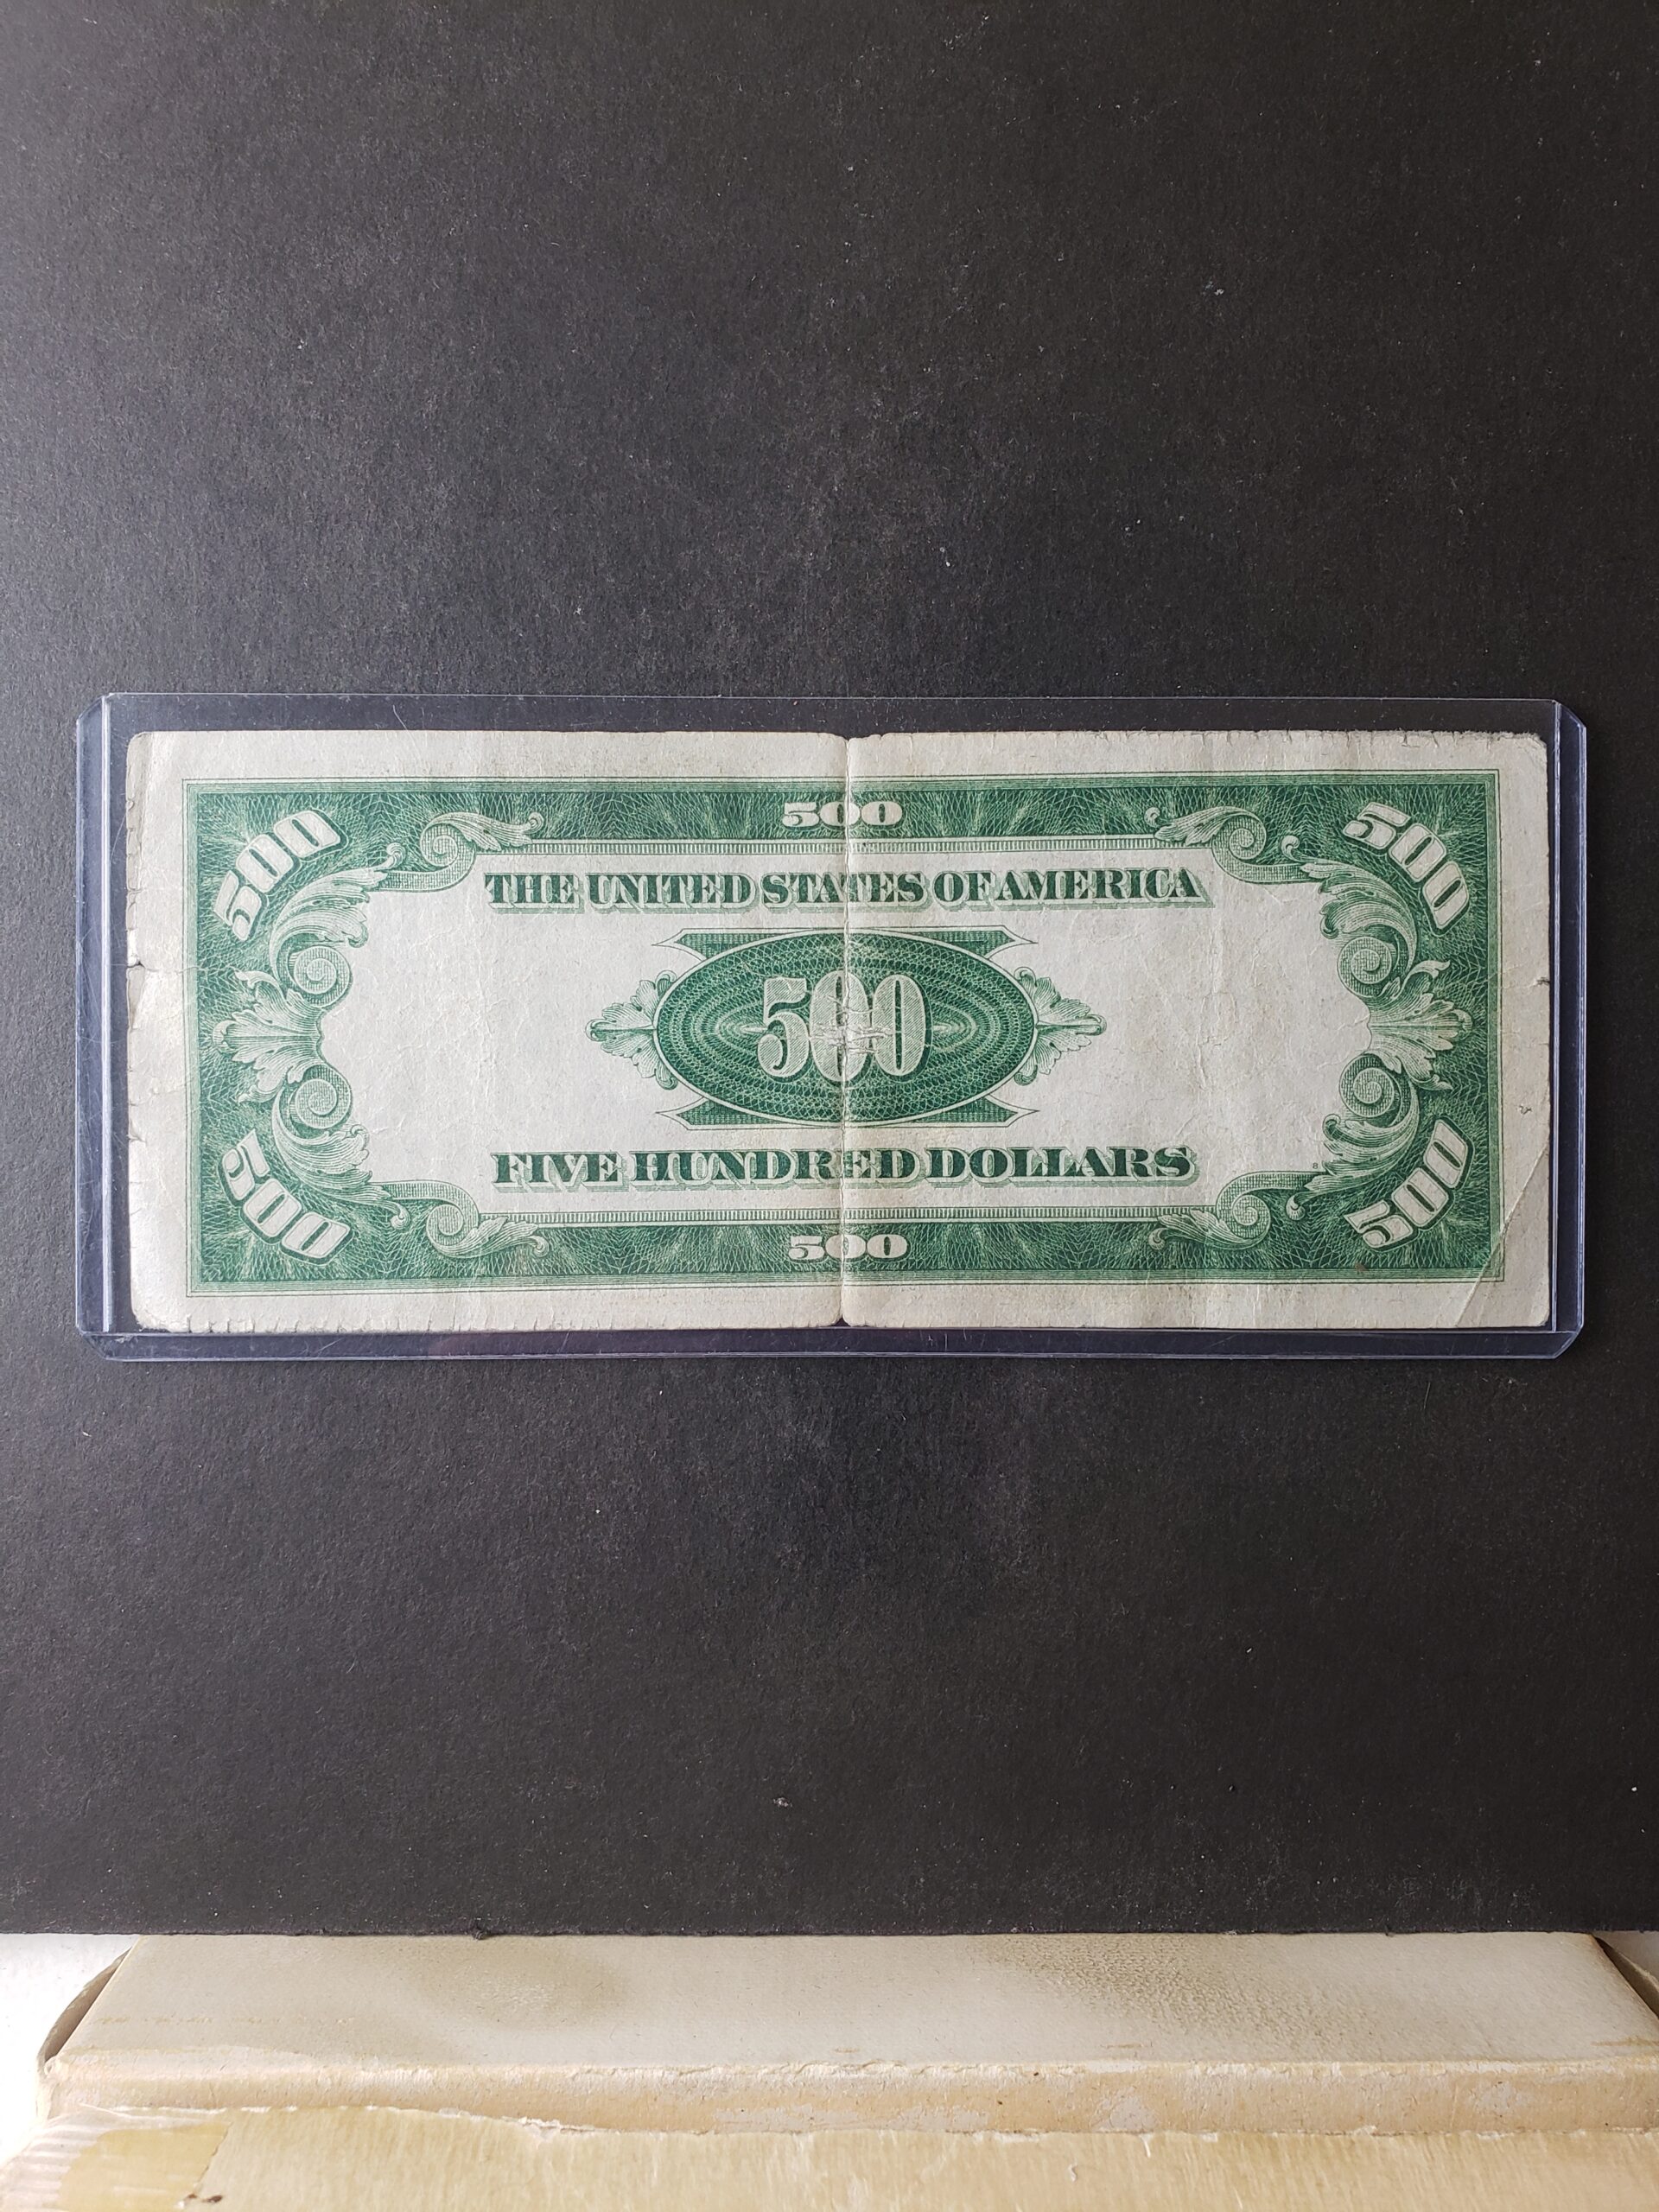 500
500 500
THE UNITED STATES OF AMERICA
500
FIVE HUNDRED DOLLARS
500 500
500